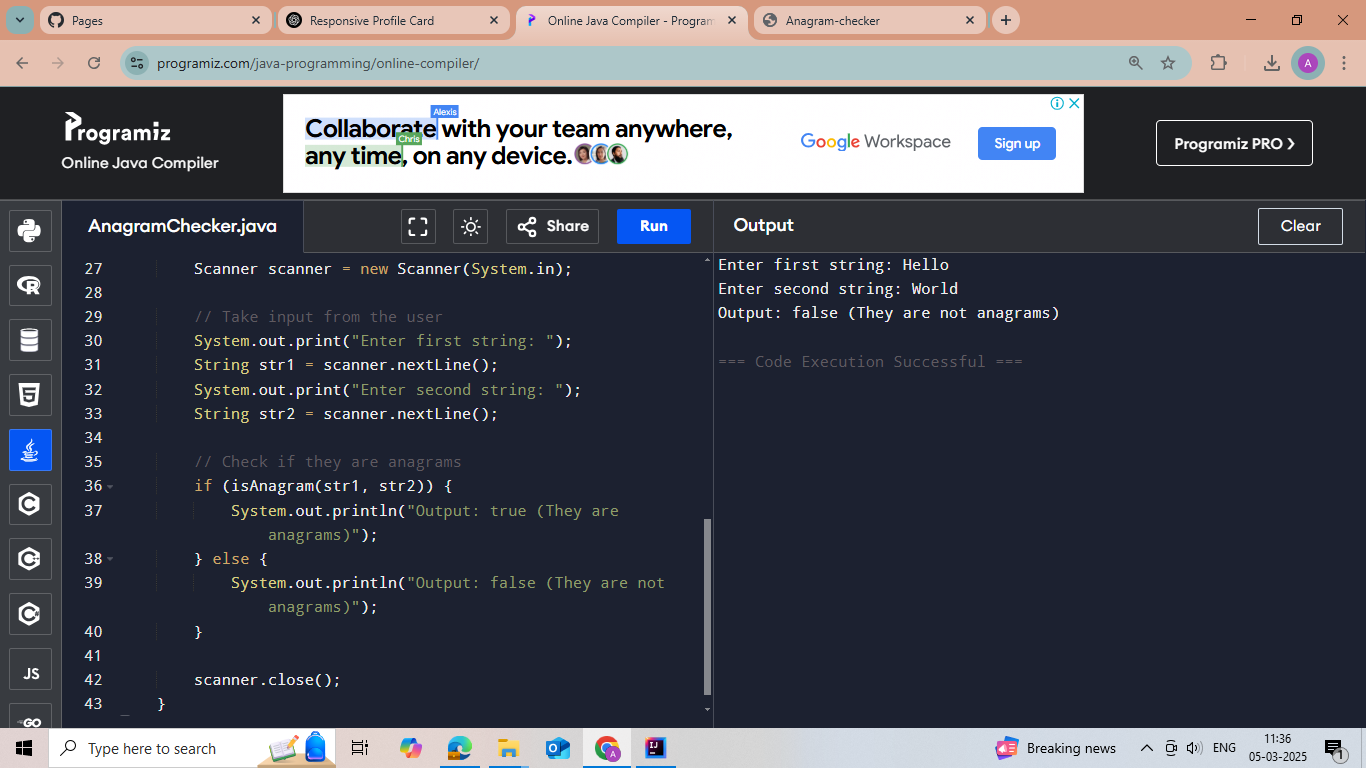 Pages
Responsive Profile Card
Online Java Compiler - Program
Anagram-checker
programiz.com/java-programming/online-compiler/
A
Programiz
Online Java Compiler
Alexis
Collaborate with your team anywhere,
Chris
any time, on any device.
Google Workspace
Sign up
Programiz PRO ❯
AnagramChecker.java
Share
Run
Output
Clear
27 Scanner scanner = new Scanner(System.in);
28
29 // Take input from the user
30 System.out.print("Enter first string: ");
31 String str1 = scanner.nextLine();
32 System.out.print("Enter second string: ");
33 String str2 = scanner.nextLine();
34
35 // Check if they are anagrams
36 if (isAnagram(str1, str2)) {
37 System.out.println("Output: true (They are
anagrams)");
38 } else {
39 System.out.println("Output: false (They are not
anagrams)");
40 }
41
42 scanner.close();
43 }
Enter first string: Hello
Enter second string: World
Output: false (They are not anagrams)
=== Code Execution Successful ===
R
5
C
C
C
JS
GO
Type here to search
A
IJ
Breaking news
ENG
11:36
05-03-2025
1